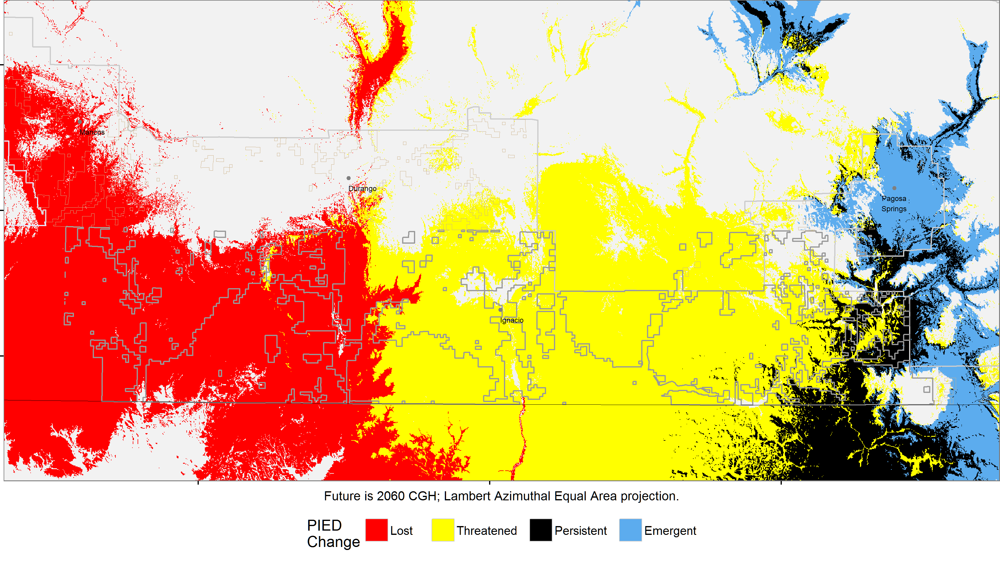 Mancos
Durango
Pagosa
Springs
Ignacio
Future is 2060 CGH; Lambert Azimuthal Equal Area projection.
PIED
Change
Lost
Threatened
Persistent
Emergent